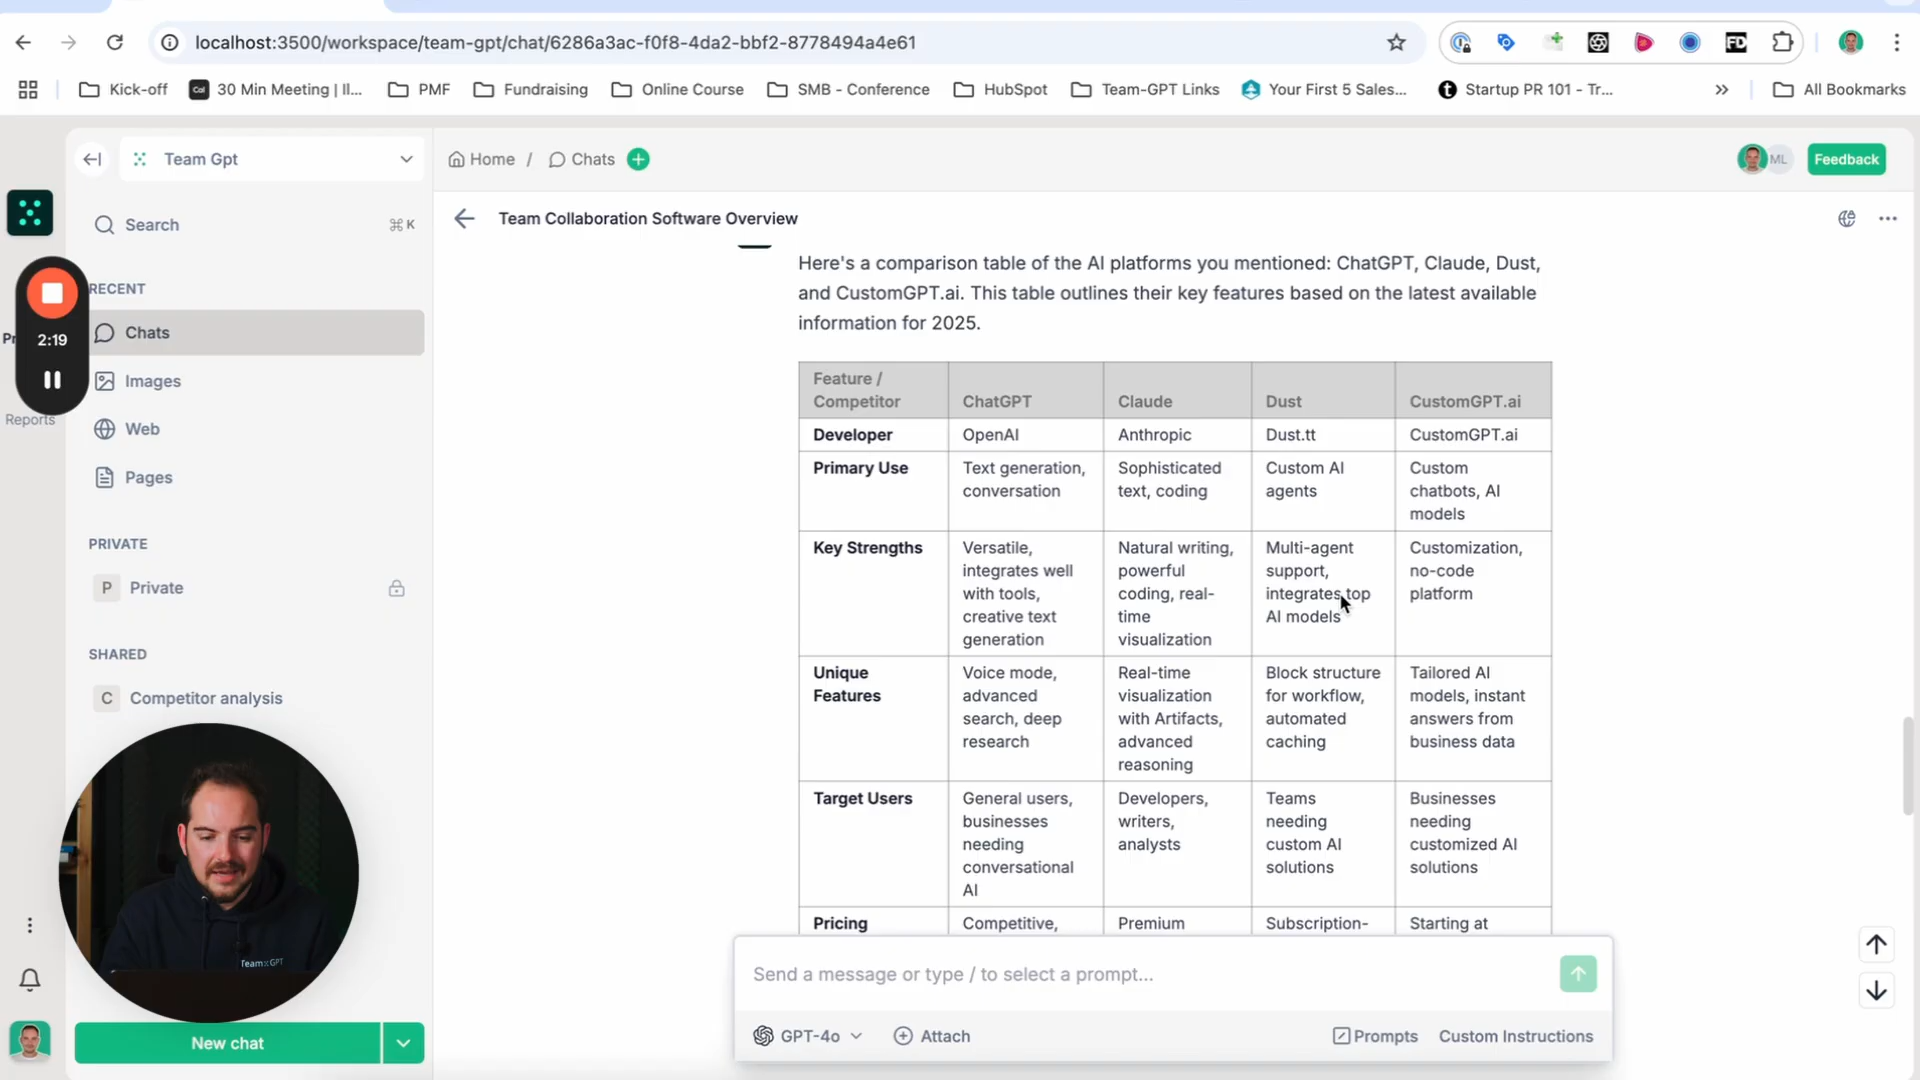 localhost:3500/workspace/team-gpt/chat/6286a3ac-f0f8-4da2-bbf2-8778494a4e61
FD
Kick-off
Cal 30 Min Meeting | Il...
PMF
Fundraising
Online Course
SMB - Conference
HubSpot
Team-GPT Links
Your First 5 Sales...
t Startup PR 101 - Tr...
»
All Bookmarks
Team Gpt
Home / Chats
ML
Feedback
Search ⌘ K
Team Collaboration Software Overview
RECENT
Chats
Images
Web
Pages
2:19
Pr
Reports
PRIVATE
P Private
SHARED
C Competitor analysis
Team GPT
New chat
Here's a comparison table of the AI platforms you mentioned: ChatGPT, Claude, Dust,
and CustomGPT.ai. This table outlines their key features based on the latest available
information for 2025.
Feature /
Competitor
ChatGPT
Claude
Dust
CustomGPT.ai
Developer
OpenAI
Anthropic
Dust.tt
CustomGPT.ai
Primary Use
Text generation,
conversation
Sophisticated
text, coding
Custom AI
agents
Custom
chatbots, AI
models
Key Strengths
Versatile,
integrates well
with tools,
creative text
generation
Natural writing,
powerful
coding, real-
time
visualization
Multi-agent
support,
integrates top
AI models
Customization,
no-code
platform
Unique
Features
Voice mode,
advanced
search, deep
research
Real-time
visualization
with Artifacts,
advanced
reasoning
Block structure
for workflow,
automated
caching
Tailored AI
models, instant
answers from
business data
Target Users
General users,
businesses
needing
conversational
AI
Developers,
writers,
analysts
Teams
needing
custom AI
solutions
Businesses
needing
customized AI
solutions
Pricing
Competitive,
Premium
Subscription-
Starting at
Send a message or type / to select a prompt...
GPT-4o
Attach
Prompts
Custom Instructions